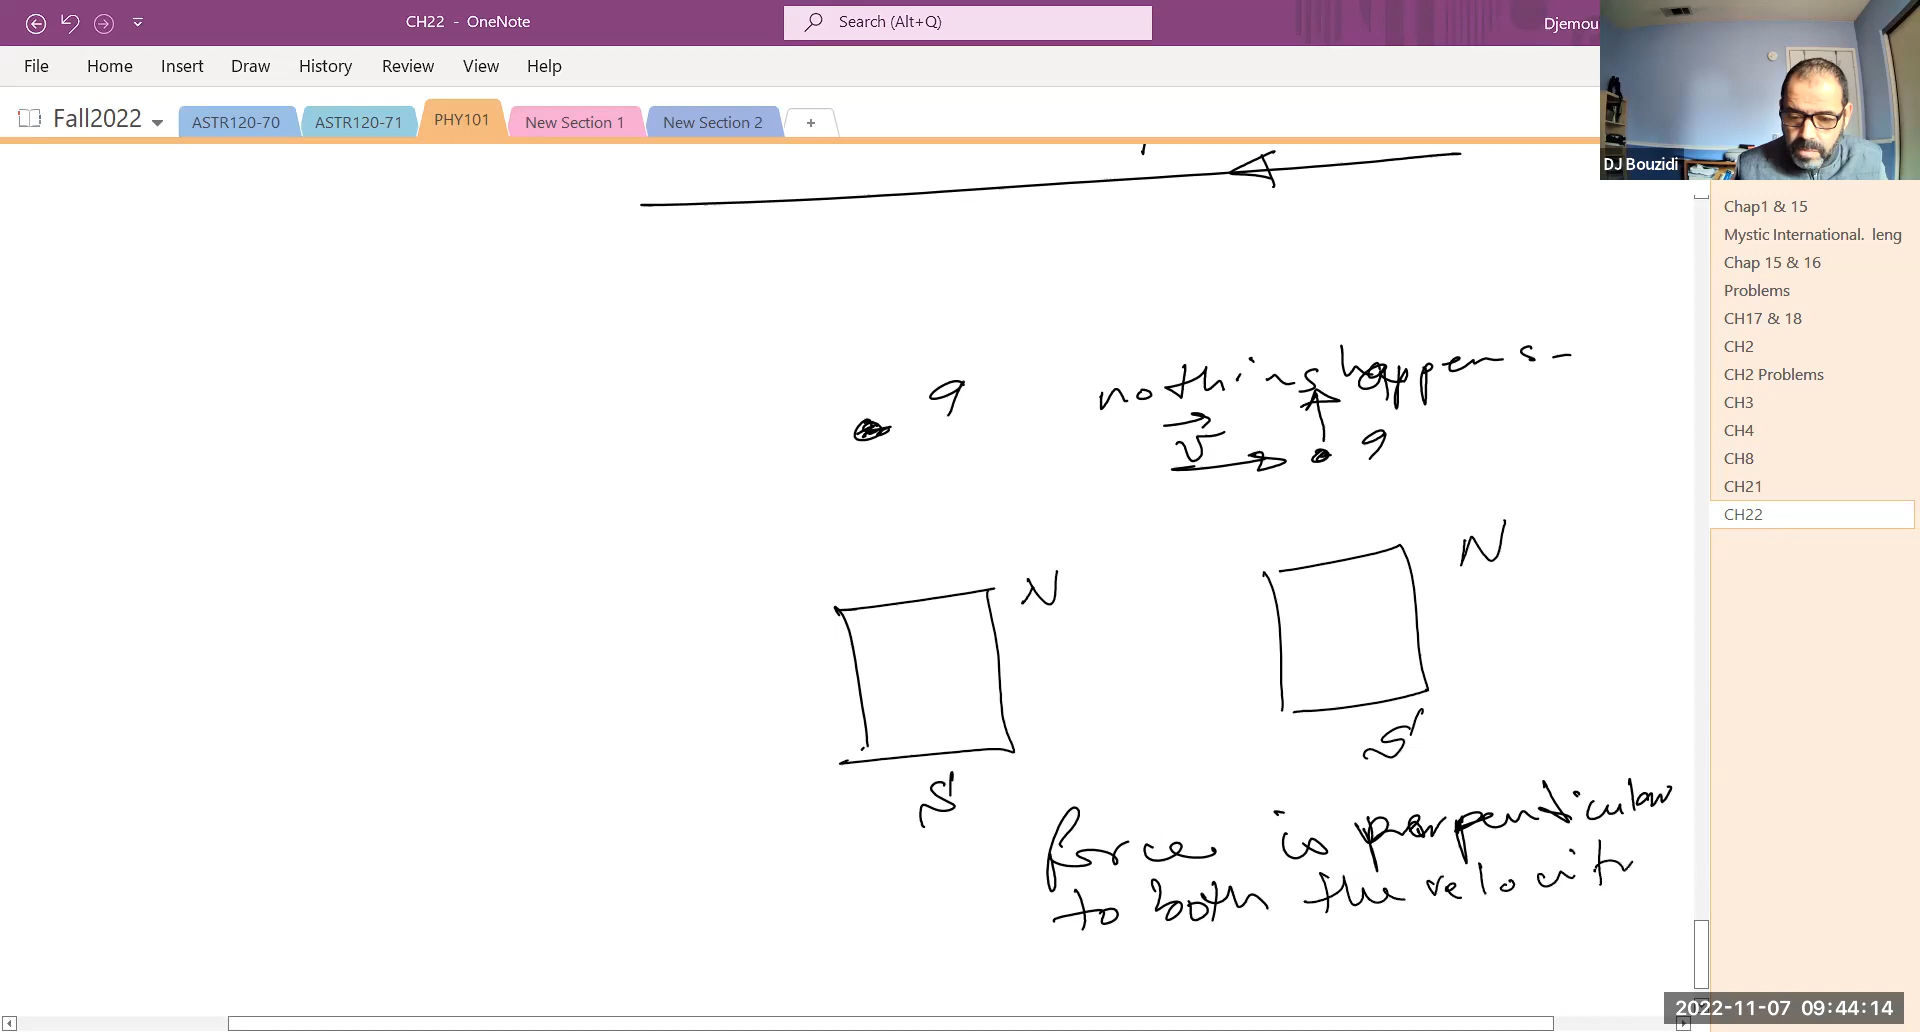 CH22 - OneNote
Search (Alt+Q)
Djemou
File Home Insert Draw History Review View Help
Fall2022
ASTR120-70
ASTR120-71
PHY101
New Section 1
New Section 2
+
DJ Bouzidi
Chap1 & 15
Mystic International. leng
Chap 15 & 16
Problems
CH17 & 18
CH2
CH2 Problems
CH3
CH4
CH8
CH21
CH22
q
nothing happens -
v
q
N
N
S
S
force is perpendicular
to both the velocity
2022-11-07 09:44:14